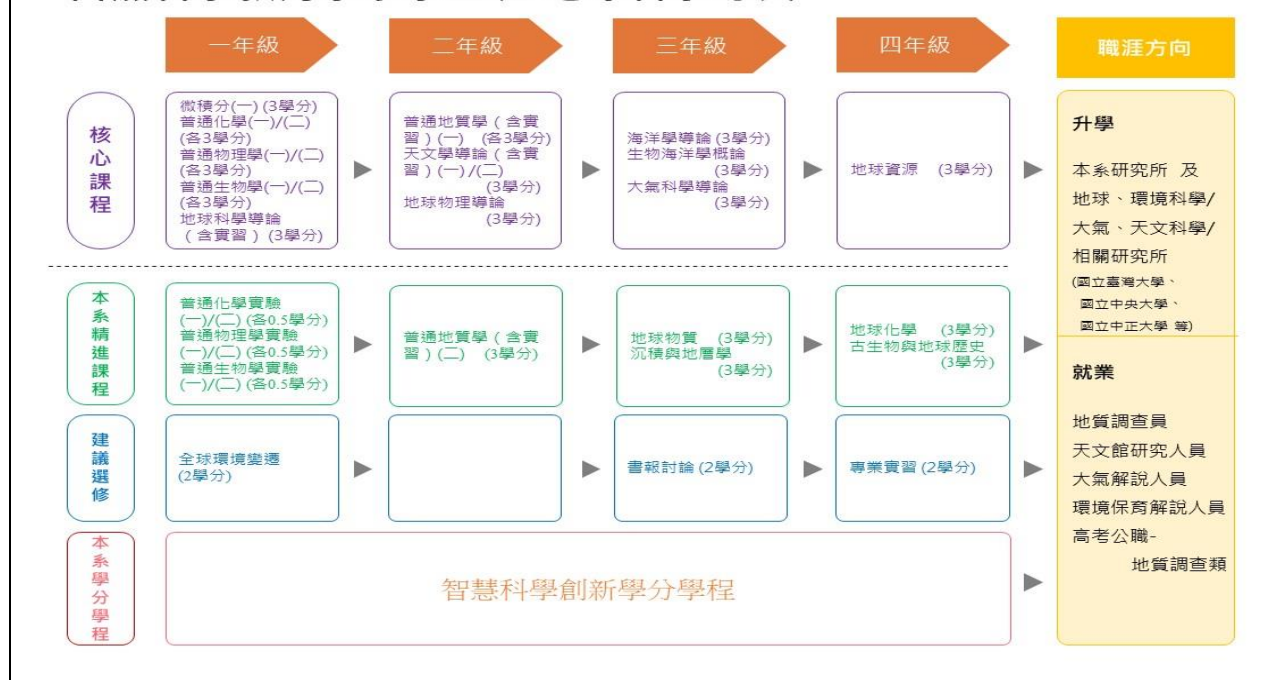 一年級
二年級
三年級
四年級
職涯方向
核心課程
微積分(一) (3學分)
普通化學(一)/(二)
(各3學分)
普通物理學(一)/(二)
(各3學分)
普通生物學(一)/(二)
(各3學分)
地球科學導論
（含實習）(3學分)
普通地質學（含實
習）(一) (各3學分)
天文學導論（含實
習）(一)/(二)
(3學分)
地球物理導論
(3學分)
海洋學導論 (3學分)
生物海洋學概論
(3學分)
大氣科學導論
(3學分)
地球資源 (3學分)
本系精進課程
普通化學實驗
(一)/(二) (各0.5學分)
普通物理學實驗
(一)/(二) (各0.5學分)
普通生物學實驗
(一)/(二) (各0.5學分)
普通地質學（含實
習）(二) (3學分)
地球物質 (3學分)
沉積與地層學
(3學分)
地球化學 (3學分)
古生物與地球歷史
(3學分)
建議選修
全球環境變遷
(2學分)
書報討論 (2學分)
專業實習 (2學分)
本系學分學程
智慧科學創新學分學程
升學
本系研究所 及
地球、環境科學/
大氣、天文科學/
相關研究所
(國立臺灣大學、
國立中央大學、
國立中正大學 等)
就業
地質調查員
天文館研究人員
大氣解說人員
環境保育解說人員
高考公職-
地質調查類